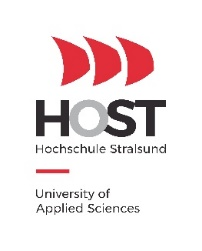 HOST
Hochschule Stralsund
University of
Applied Sciences